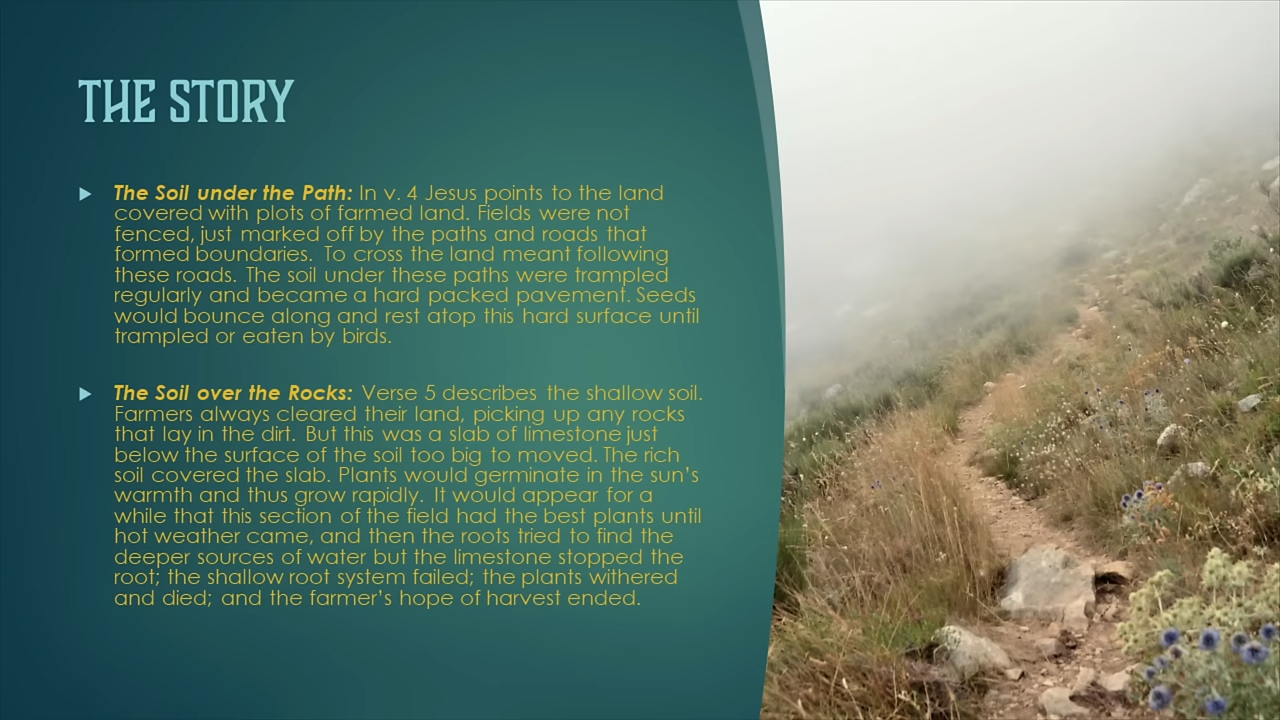 THE STORY
The Soil under the Path: In v. 4 Jesus points to the land
covered with plots of farmed land. Fields were not
fenced, just marked off by the paths and roads that
formed boundaries. To cross the land meant following
these roads. The soil under these paths were trampled
regularly and became a hard packed pavement. Seeds
would bounce along and rest atop this hard surface until
trampled or eaten by birds.
The Soil over the Rocks: Verse 5 describes the shallow soil.
Farmers always cleared their land, picking up any rocks
that lay in the dirt. But this was a slab of limestone just
below the surface of the soil too big to moved. The rich
soil covered the slab. Plants would germinate in the sun's
warmth and thus grow rapidly. It would appear for a
while that this section of the field had the best plants until
hot weather came, and then the roots tried to find the
deeper sources of water but the limestone stopped the
root; the shallow root system failed; the plants withered
and died; and the farmer's hope of harvest ended.